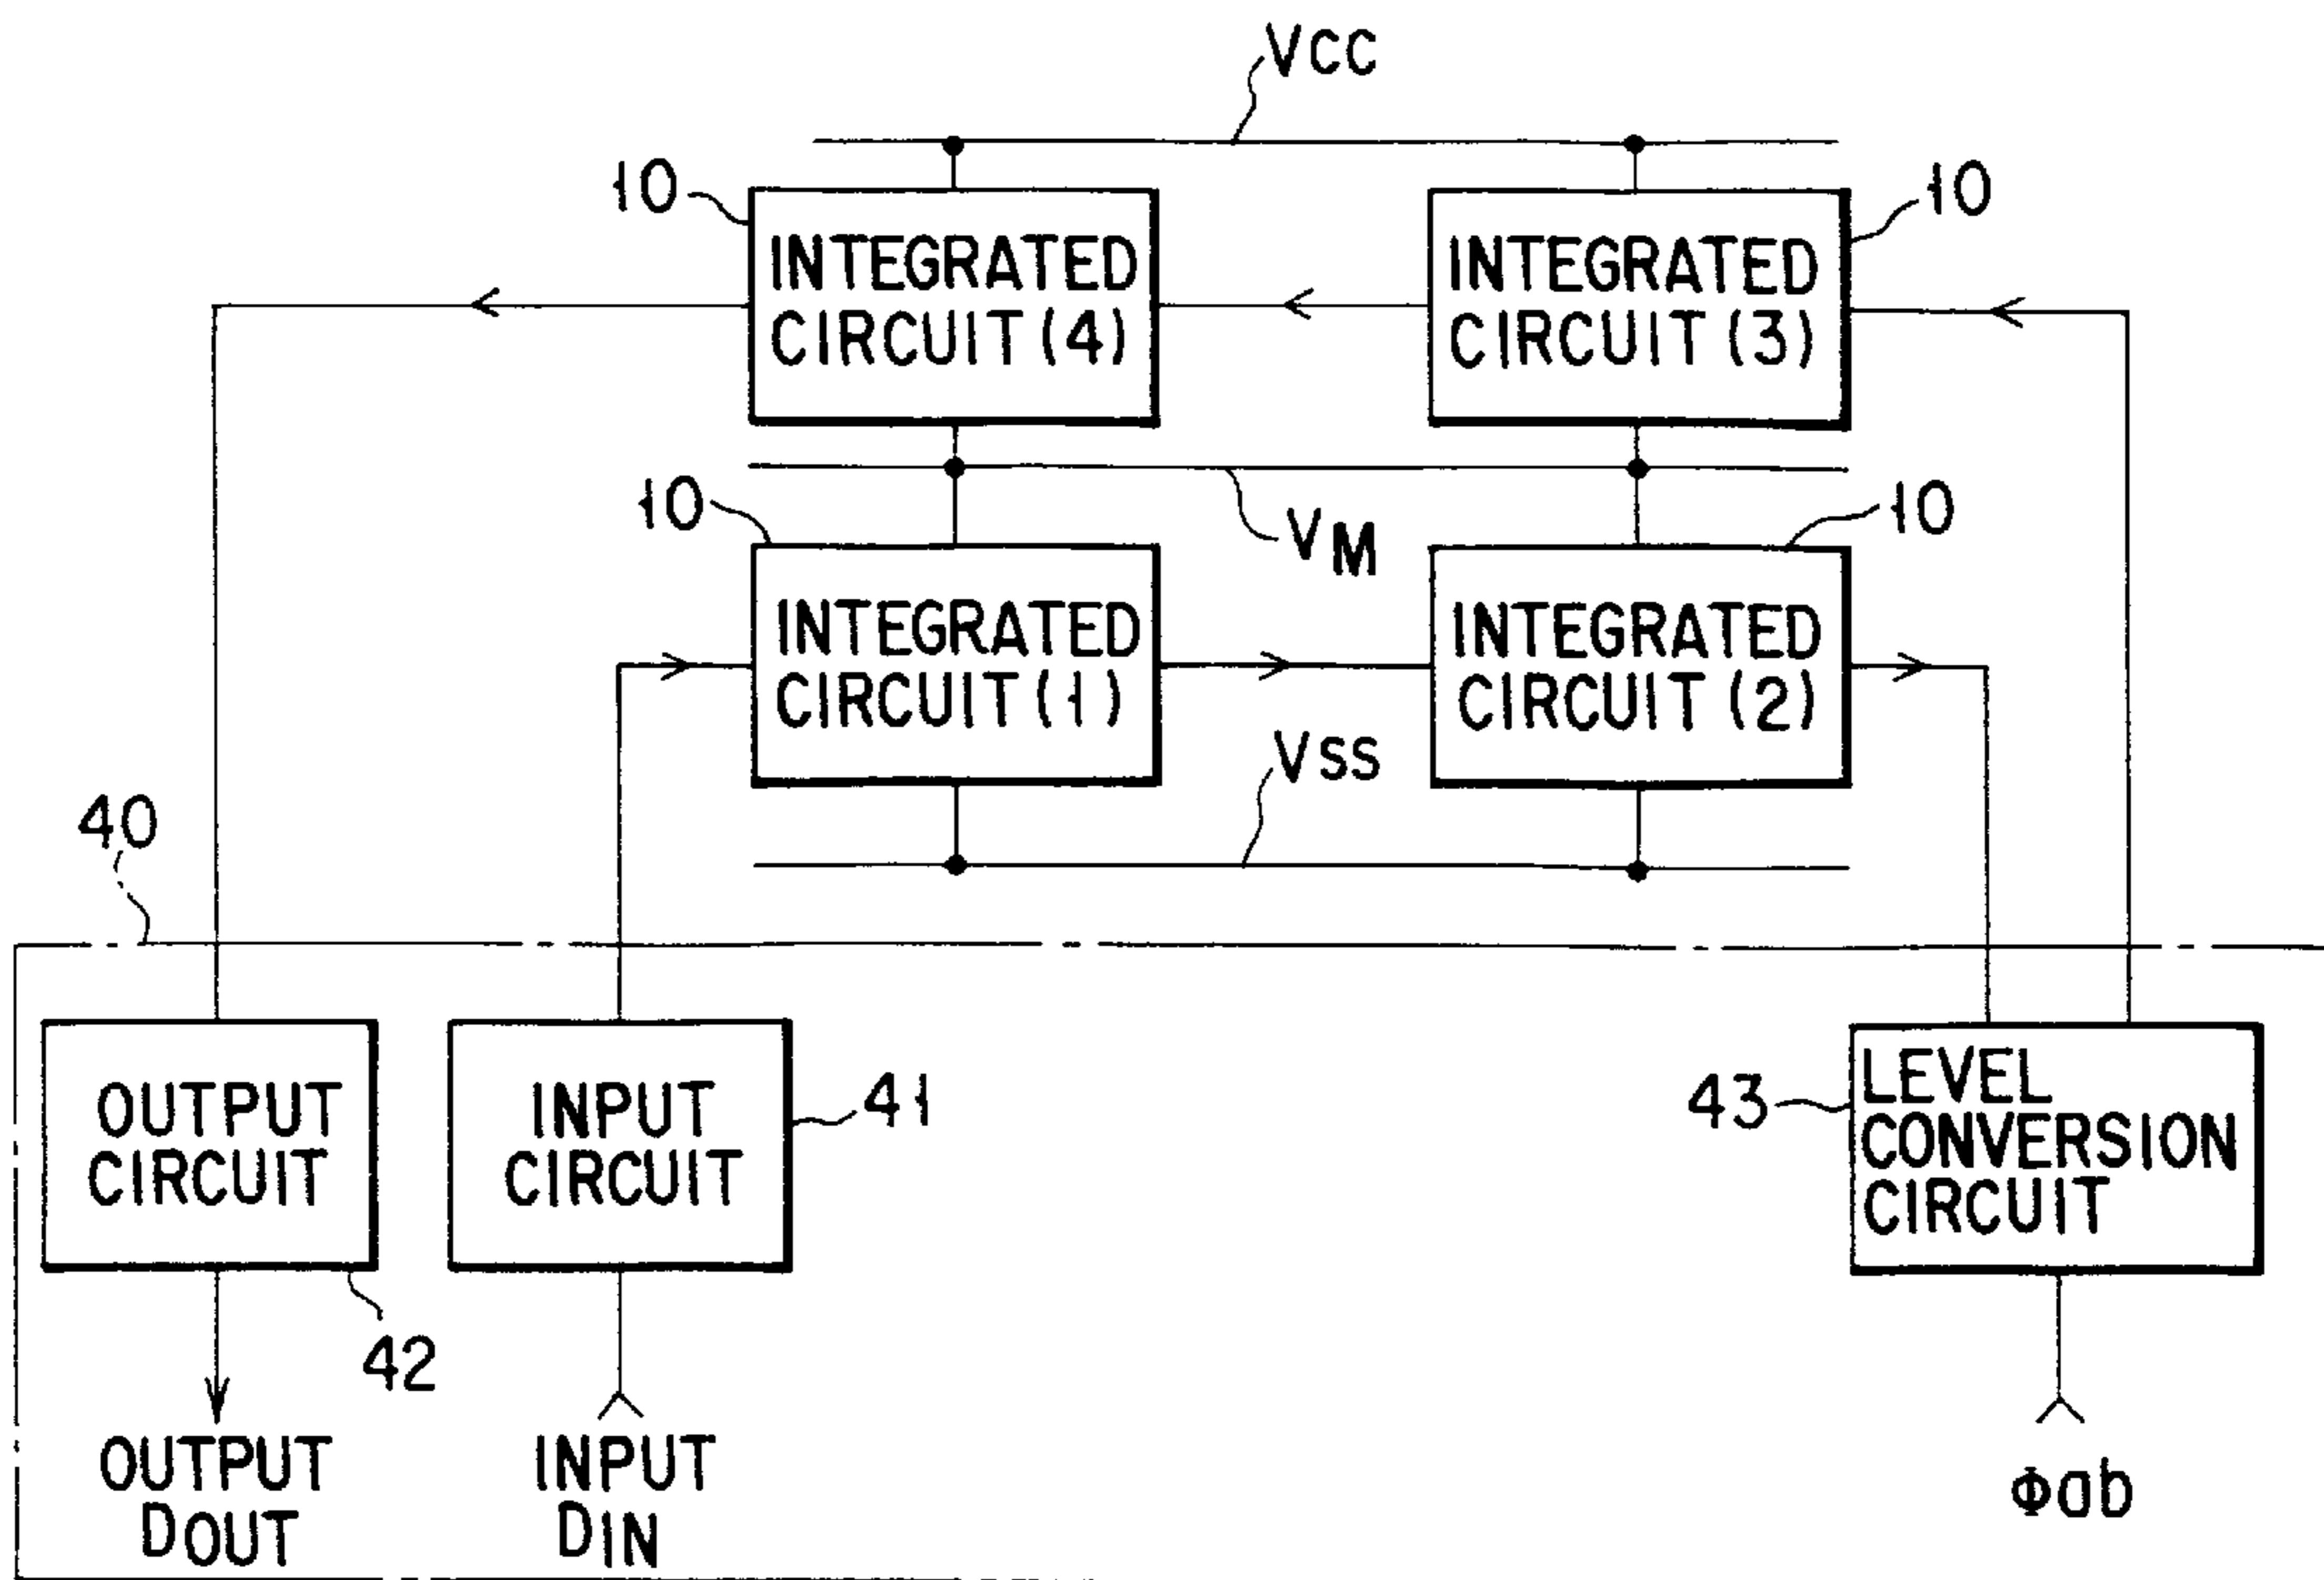 VCC
10
10
INTEGRATED
CIRCUIT(4)
INTEGRATED
CIRCUIT(3)
10
10
VM
INTEGRATED
CIRCUIT(1)
INTEGRATED
CIRCUIT(2)
VSS
40
OUTPUT
CIRCUIT
INPUT
CIRCUIT
41
43
LEVEL
CONVERSION
CIRCUIT
42
OUTPUT
DOUT
INPUT
DIN
Φab